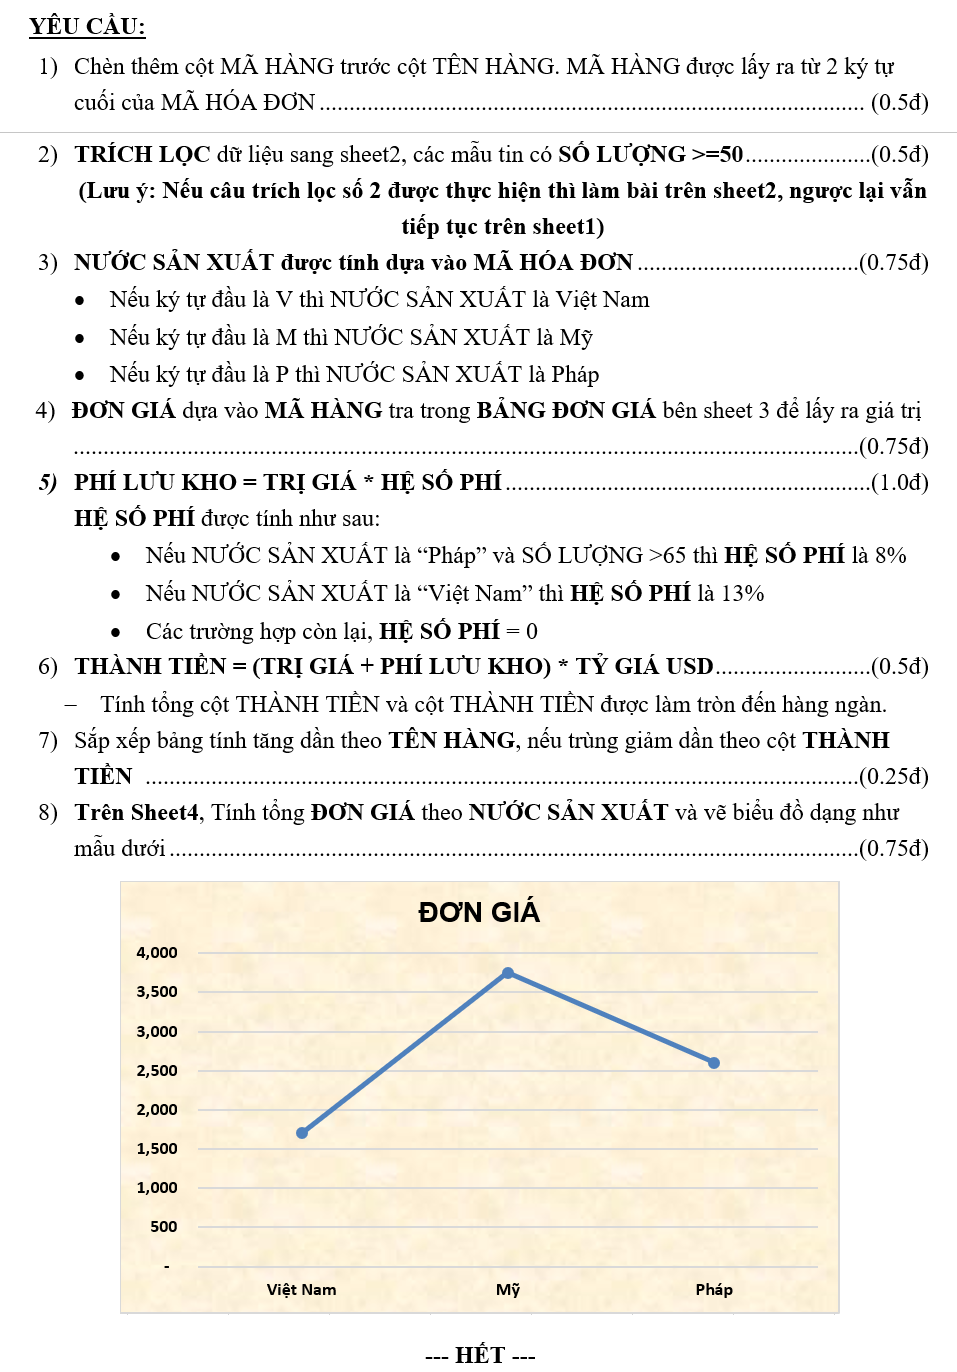 YÊU CẦU:
1) Chèn thêm cột MÃ HÀNG trước cột TÊN HÀNG. MÃ HÀNG được lấy ra từ 2 ký tự
cuối của MÃ HÓA ĐƠN ........................................................................................... (0.5đ)
2) TRÍCH LỌC dữ liệu sang sheet2, các mẫu tin có SỐ LƯỢNG >=50.....................(0.5đ)
(Lưu ý: Nếu câu trích lọc số 2 được thực hiện thì làm bài trên sheet2, ngược lại vẫn
tiếp tục trên sheet1)
3) NƯỚC SẢN XUẤT được tính dựa vào MÃ HÓA ĐƠN.....................................(0.75đ)
• Nếu ký tự đầu là V thì NƯỚC SẢN XUẤT là Việt Nam
• Nếu ký tự đầu là M thì NƯỚC SẢN XUẤT là Mỹ
• Nếu ký tự đầu là P thì NƯỚC SẢN XUẤT là Pháp
4) ĐƠN GIÁ dựa vào MÃ HÀNG tra trong BẢNG ĐƠN GIÁ bên sheet 3 để lấy ra giá trị
...................................................................................................................................(0.75đ)
5) PHÍ LƯU KHO = TRỊ GIÁ * HỆ SỐ PHÍ.............................................................(1.0đ)
HỆ SỐ PHÍ được tính như sau:
• Nếu NƯỚC SẢN XUẤT là “Pháp” và SỐ LƯỢNG >65 thì HỆ SỐ PHÍ là 8%
• Nếu NƯỚC SẢN XUẤT là “Việt Nam” thì HỆ SỐ PHÍ là 13%
• Các trường hợp còn lại, HỆ SỐ PHÍ = 0
6) THÀNH TIỀN = (TRỊ GIÁ + PHÍ LƯU KHO) * TỶ GIÁ USD..........................(0.5đ)
– Tính tổng cột THÀNH TIỀN và cột THÀNH TIỀN được làm tròn đến hàng ngàn.
7) Sắp xếp bảng tính tăng dần theo TÊN HÀNG, nếu trùng giảm dần theo cột THÀNH
TIỀN .......................................................................................................................(0.25đ)
8) Trên Sheet4, Tính tổng ĐƠN GIÁ theo NƯỚC SẢN XUẤT và vẽ biểu đồ dạng như
mẫu dưới...................................................................................................................(0.75đ)
ĐƠN GIÁ
4,000
3,500
3,000
2,500
2,000
1,500
1,000
500
-
Việt Nam Mỹ Pháp
--- HẾT ---